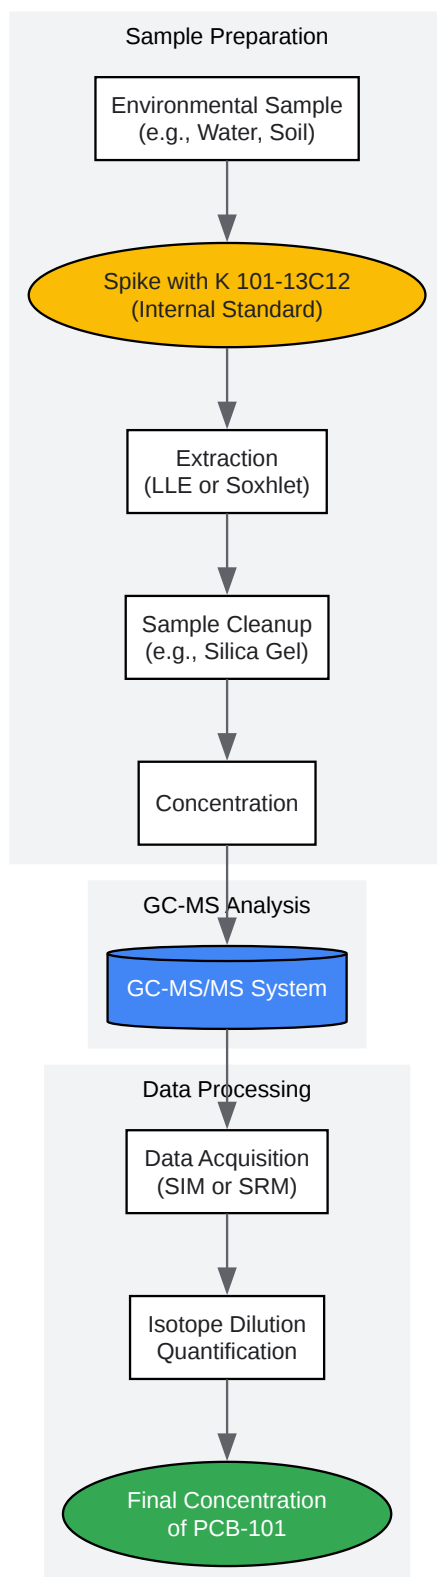 Sample Preparation
Environmental Sample
(e.g., Water, Soil)
Spike with K 101-13C12
(Internal Standard)
Extraction
(LLE or Soxhlet)
Sample Cleanup
(e.g., Silica Gel)
Concentration
GC-MS Analysis
GC-MS/MS System
Data Processing
Data Acquisition
(SIM or SRM)
Isotope Dilution
Quantification
Final Concentration
of PCB-101